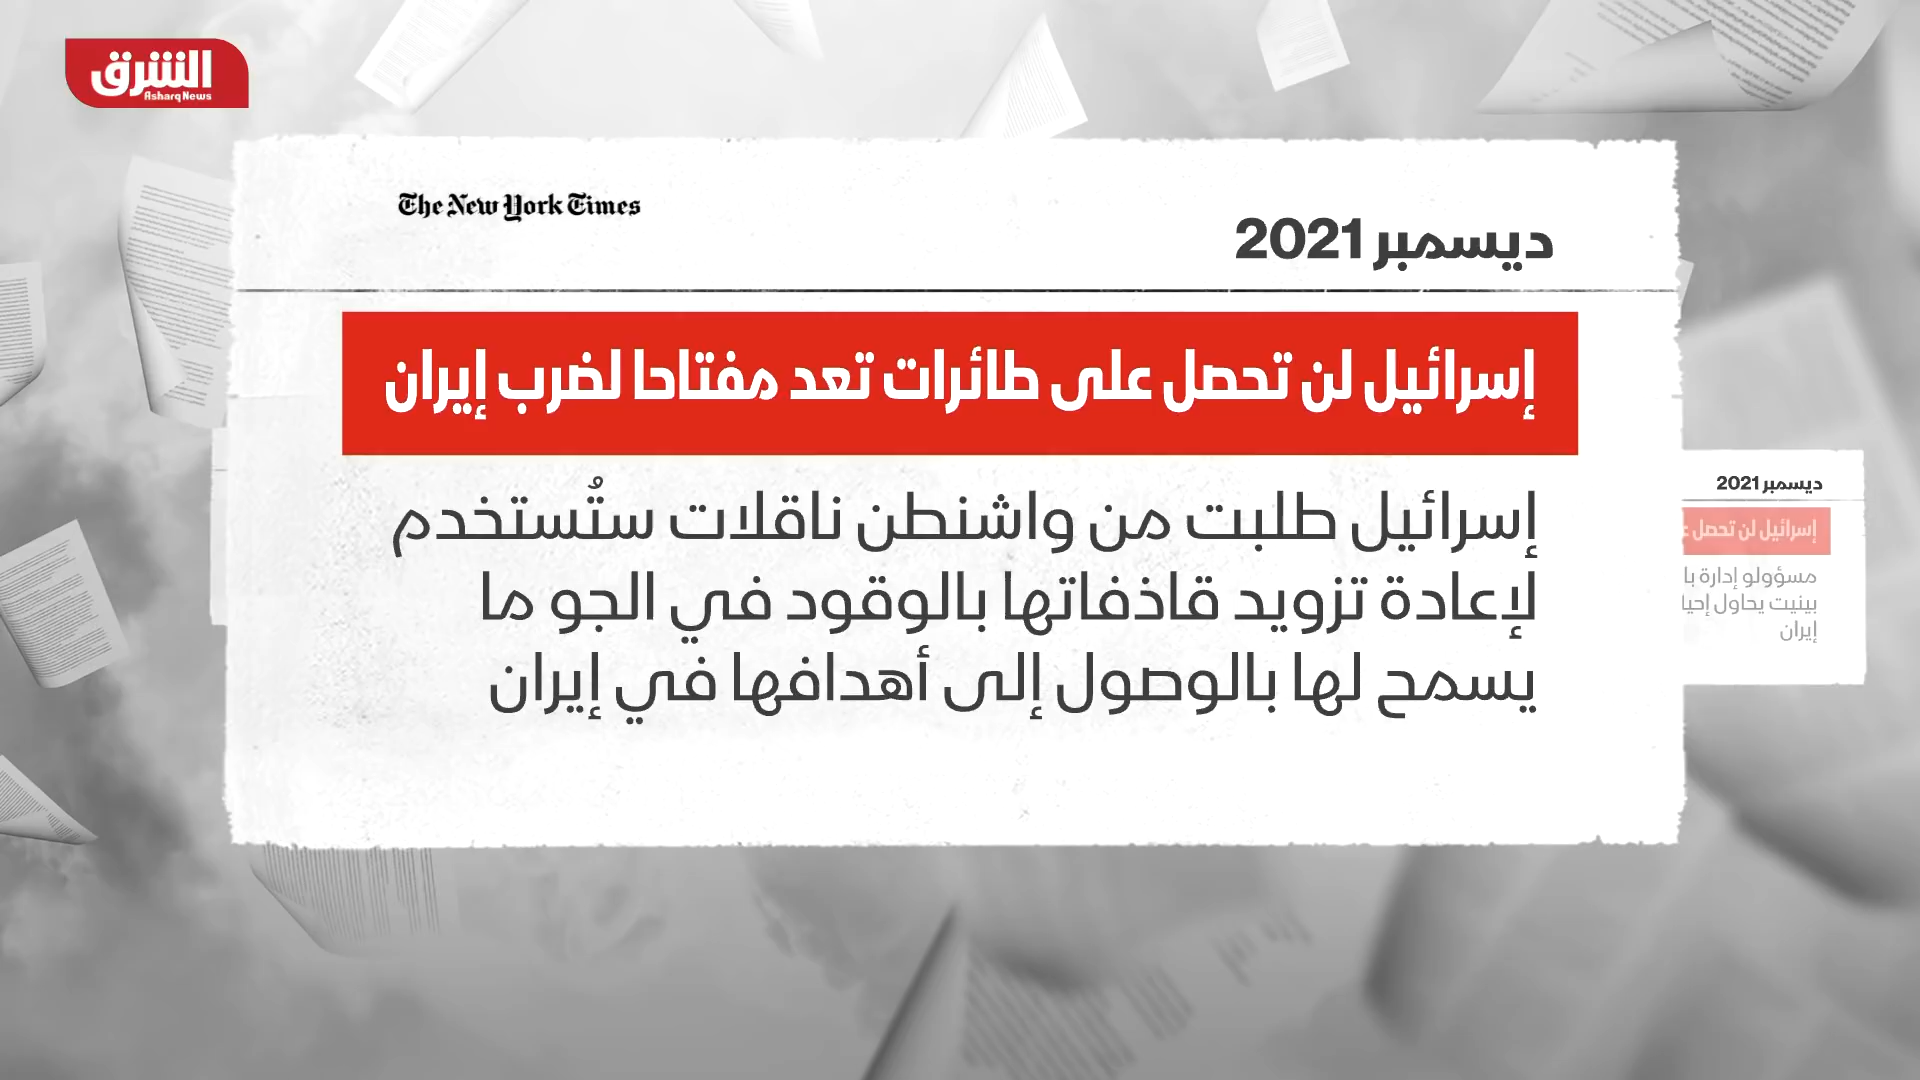 الشرق
Asharq News
The New York Times
ديسمبر 2021
إسرائيل لن تحصل على طائرات تعد مفتاحا لضرب إيران
إسرائيل طلبت من واشنطن ناقلات ستُستخدم
لإعادة تزويد قاذفاتها بالوقود في الجو ما
يسمح لها بالوصول إلى أهدافها في إيران
ديسمبر 2021
إسرائيل لن تحصل
مسؤولو إدارة با
بينيت يحاول إحيا
إيران